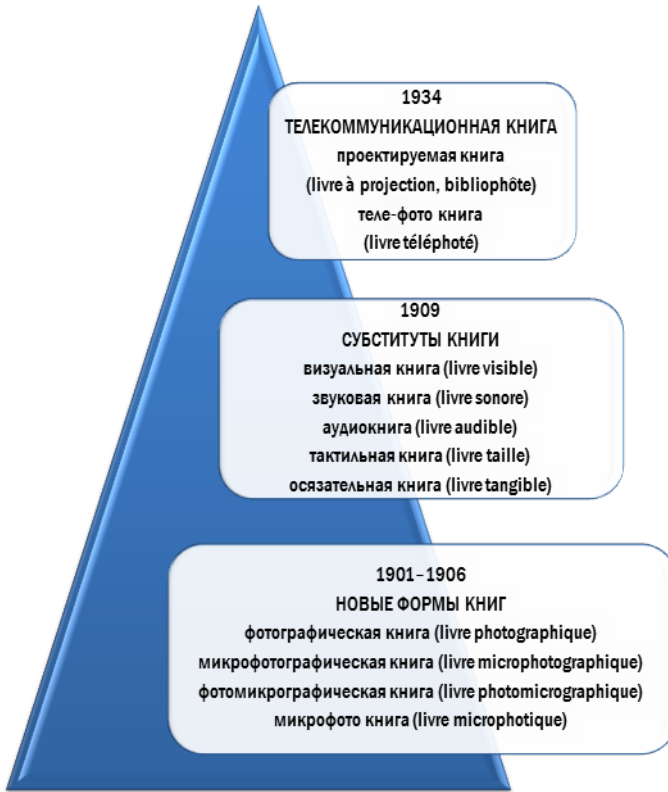 1934
ТЕЛЕКОММУНИКАЦИОННАЯ КНИГА
проектируемая книга
(livre à projection, bibliophôte)
теле-фото книга
(livre téléphoté)
1909
СУБСТИТУТЫ КНИГИ
визуальная книга (livre visible)
звуковая книга (livre sonore)
аудиокнига (livre audible)
тактильная книга (livre taille)
осязательная книга (livre tangible)
1901–1906
НОВЫЕ ФОРМЫ КНИГ
фотографическая книга (livre photographique)
микрофотографическая книга (livre microphotographique)
фотомикрографическая книга (livre photomicrographique)
микрофото книга (livre microphotique)